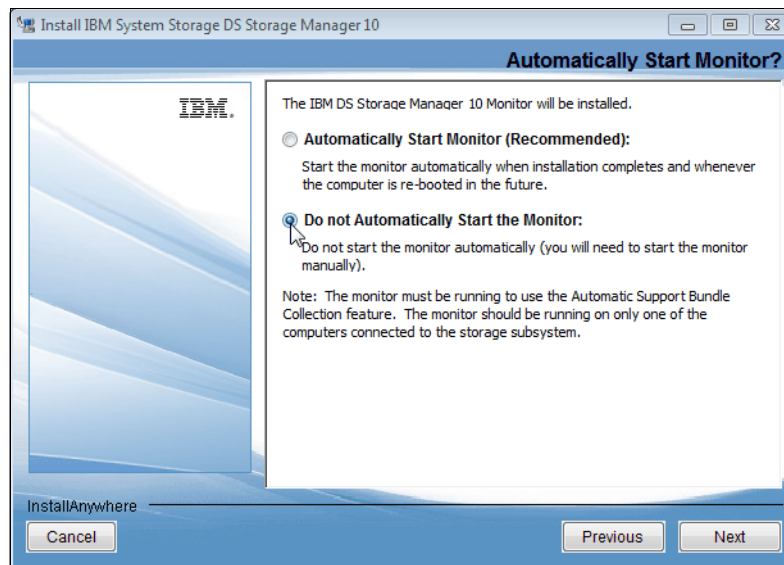 Install IBM System Storage DS Storage Manager 10
Automatically Start Monitor?
IBM.
The IBM DS Storage Manager 10 Monitor will be installed.
Automatically Start Monitor (Recommended):
Start the monitor automatically when installation completes and whenever
the computer is re-booted in the future.
Do not Automatically Start the Monitor:
Do not start the monitor automatically (you will need to start the monitor
manually).
Note: The monitor must be running to use the Automatic Support Bundle
Collection feature. The monitor should be running on only one of the
computers connected to the storage subsystem.
InstallAnywhere
Cancel
Previous
Next